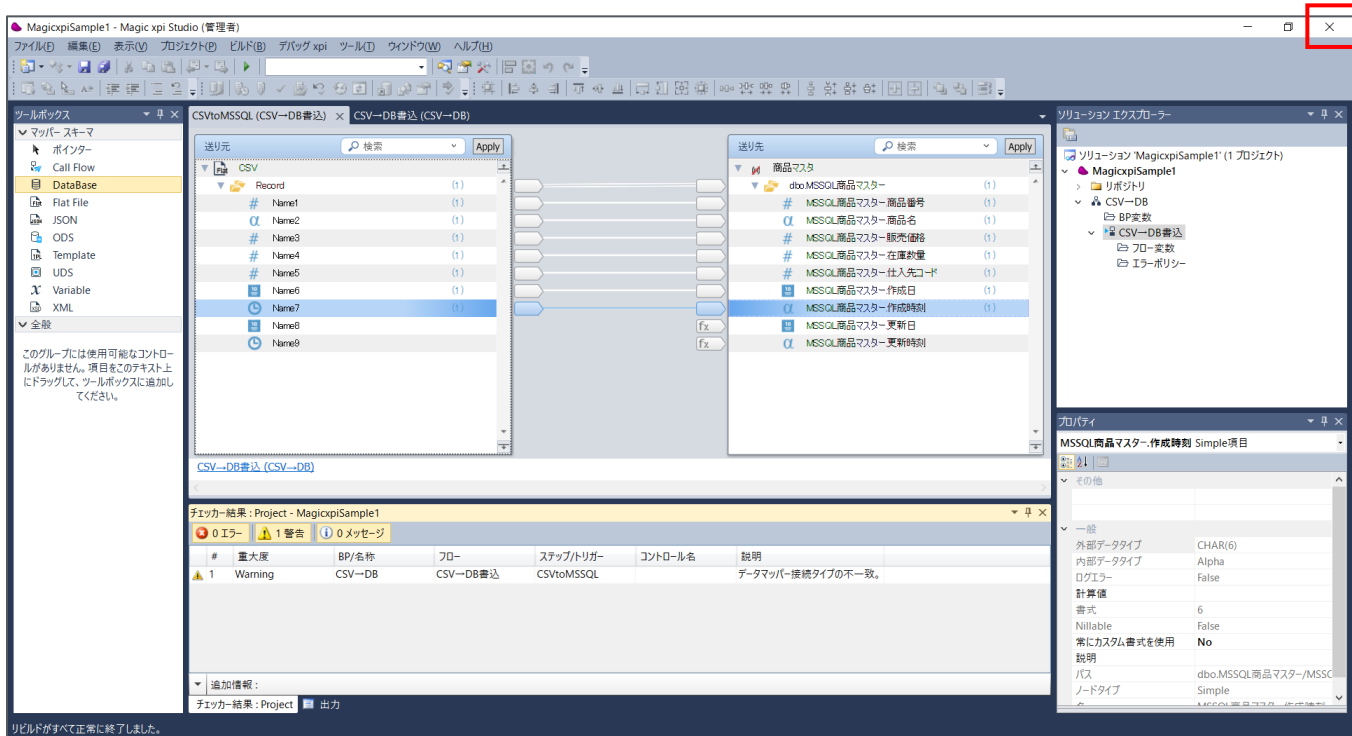 MagicxpiSample1 - Magic xpi Studio (管理者)
ファイル(F) 編集(E) 表示(V) プロジェクト(P) ビルド(B) デバッグ xpi ツール(T) ウィンドウ(W) ヘルプ(H)
ツールボックス
マッパー スキーマ
ポインター
Call Flow
DataBase
Flat File
JSON
ODS
Template
UDS
Variable
XML
全般
このグループには使用可能なコントロー
ルがありません。項目をこのテキスト上
にドラッグして、ツールボックスに追加し
てください。
CSVtoMSSQL (CSV→DB書込) CSV→DB書込 (CSV→DB)
送り元 検索 Apply
CSV
Record (1)
Name1 (1)
Name2 (1)
Name3 (1)
Name4 (1)
Name5 (1)
Name6 (1)
Name7 (1)
Name8
Name9
fx
fx
送り先 検索 Apply
商品マスタ
dbo.MSSQL商品マスター (1)
MSSQL商品マスター.商品番号 (1)
MSSQL商品マスター.商品名 (1)
MSSQL商品マスター.販売価格 (1)
MSSQL商品マスター.在庫数量 (1)
MSSQL商品マスター.仕入先コード (1)
MSSQL商品マスター.作成日 (1)
MSSQL商品マスター.作成時刻 (1)
MSSQL商品マスター.更新日
MSSQL商品マスター.更新時刻
CSV→DB書込 (CSV→DB)
チェッカー結果 : Project - MagicxpiSample1
0 エラー 1 警告 0 メッセージ
# 重大度 BP/名称 フロー ステップ/トリガー コントロール名 説明
1 Warning CSV→DB CSV→DB書込 CSVtoMSSQL データマッパー接続タイプの不一致。
追加情報 :
チェッカー結果 : Project 出力
ソリューション エクスプローラー
ソリューション 'MagicxpiSample1' (1 プロジェクト)
MagicxpiSample1
リポジトリ
CSV→DB
BP変数
CSV→DB書込
フロー変数
エラーポリシー
プロパティ
MSSQL商品マスター.作成時刻 Simple項目
その他
一般
外部データタイプ CHAR(6)
内部データタイプ Alpha
ログエラー False
計算値
書式 6
Nillable False
常にカスタム書式を使用 No
説明
パス dbo.MSSQL商品マスター/MSSC
ノードタイプ Simple
リビルドがすべて正常に終了しました。